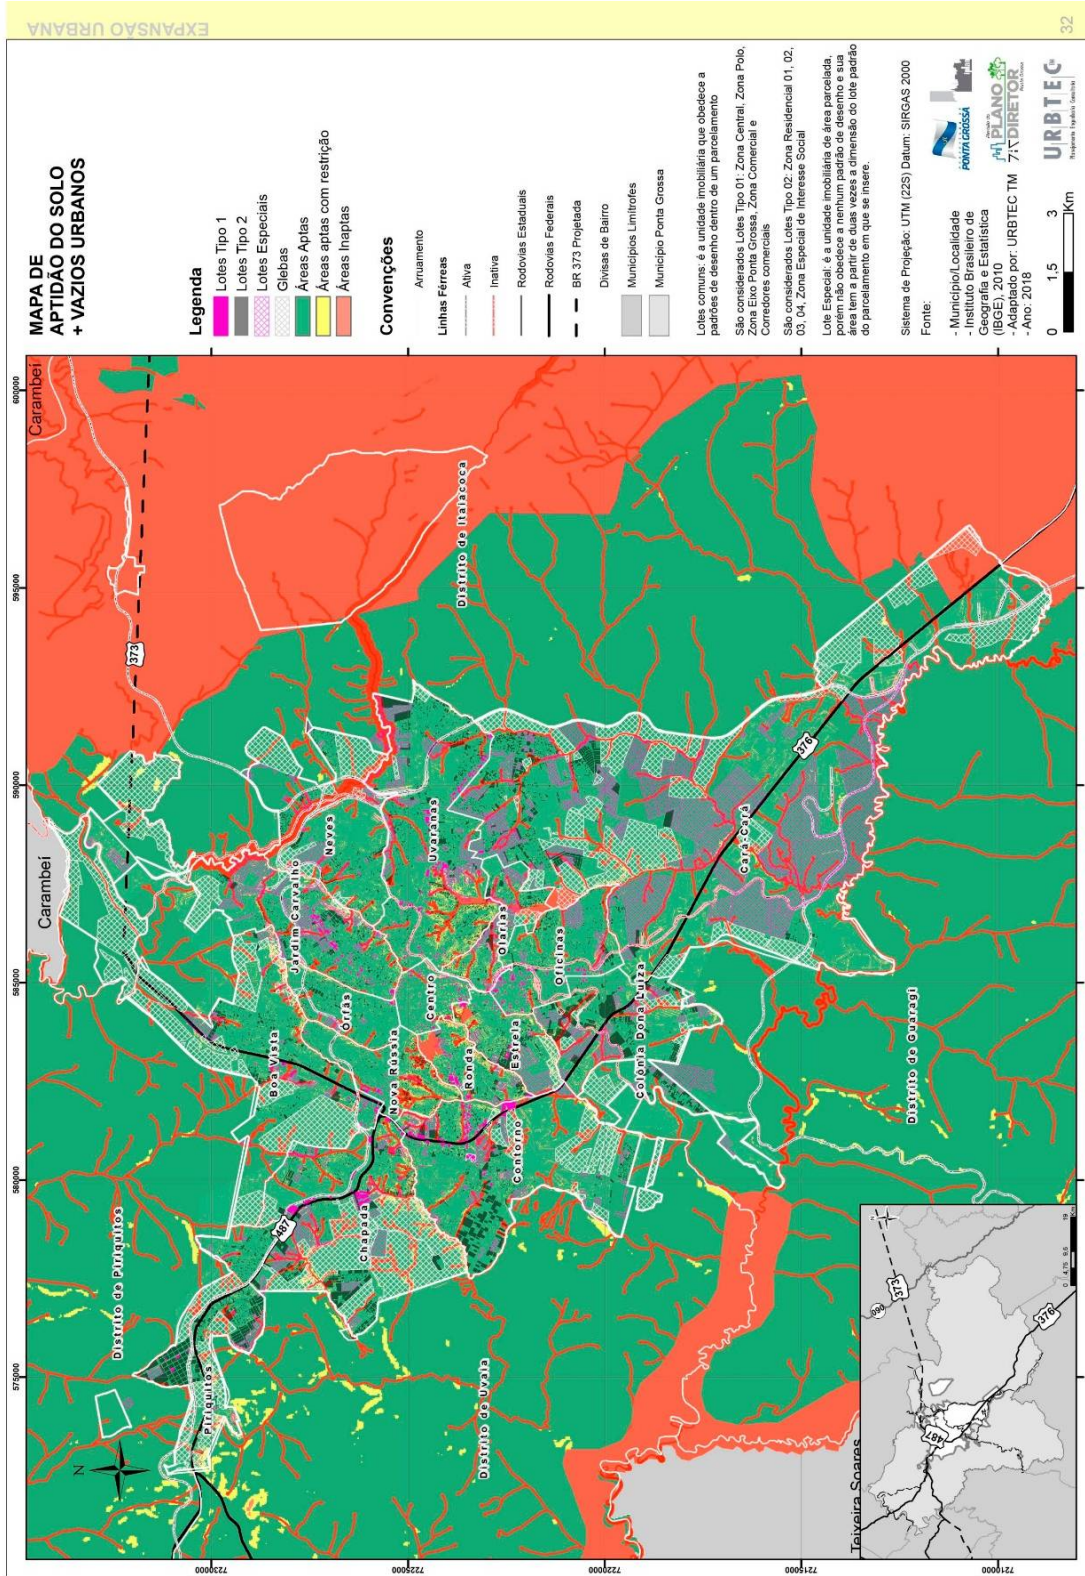 EXPANSÃO URBANA
32
MAPA DE
APTIDÃO DO SOLO
+ VAZIOS URBANOS
Legenda
Lotes Tipo 1
Lotes Tipo 2
Lotes Especiais
Glebas
Áreas Aptas
Áreas aptas com restrição
Áreas Inaptas
Convenções
Arruamento
Linhas Férreas
Ativa
Inativa
Rodovias Estaduais
Rodovias Federais
BR 373 Projetada
Divisas de Bairro
Municípios Limítrofes
Município Ponta Grossa
Lotes comuns: é a unidade imobiliária que obedece a
padrões de desenho dentro de um parcelamento
São considerados Lotes Tipo 01: Zona Central, Zona Polo,
Zona Eixo Ponta Grossa, Zona Comercial e
Corredores comerciais
São considerados Lotes Tipo 02: Zona Residencial 01, 02,
03, 04, Zona Especial de Interesse Social
Lote Especial: é a unidade imobiliária de área parcelada,
porém não obedece a nenhum padrão de desenho e sua
área tem a partir de duas vezes a dimensão do lote padrão
do parcelamento em que se insere.
Sistema de Projeção: UTM (22S) Datum: SIRGAS 2000
Fonte:
- Município/Localidade
- Instituto Brasileiro de
Geografia e Estatística
(IBGE), 2010
- Adaptado por: URBTEC TM
- Ano: 2018
PONTA GROSSA
PLANO
DIRETOR
URBTEC
0 1,5 3
Km
575000
580000
585000
590000
595000
600000
7230000
7225000
7220000
7215000
7210000
N
Carambeí
Carambeí
373
Distrito de Piriquitos
Piriquitos
487
Boa Vista
Jardim Carvalho
Neves
Órfãs
Chapada
Nova Rússia
Centro
Uvaranas
Distrito de Itaiacoca
Ronda
Olarias
Estrela
Contorno
Oficinas
Colônia Dona Luiza
Distrito de Uvaia
Cará-Cará
376
Distrito de Guaragi
Teixeira Soares
N
373
090
487
376
0 4,75 9,5 19
Km